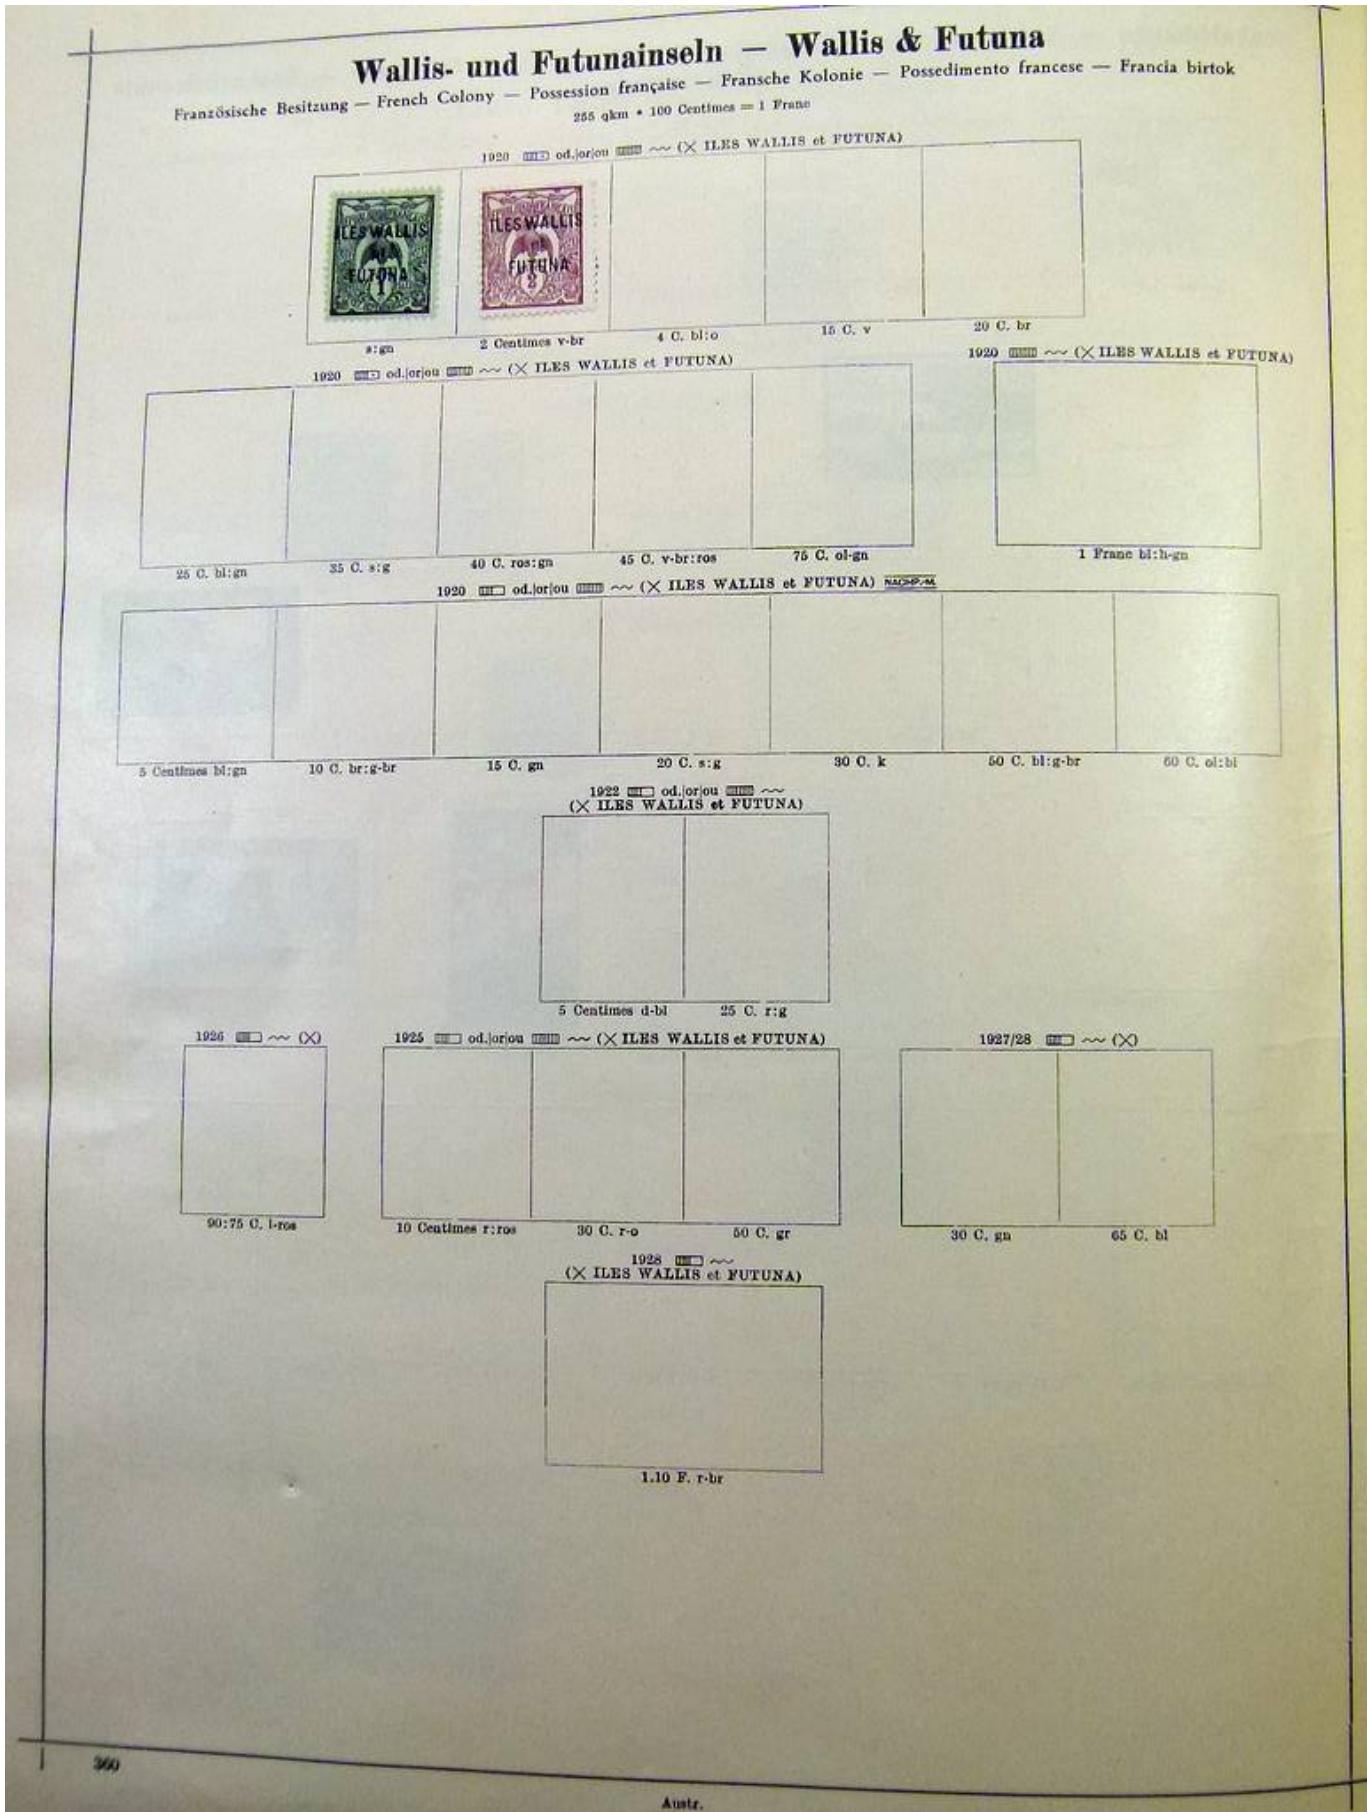 Wallis- und Futunainseln — Wallis & Futuna
Französische Besitzung — French Colony — Possession française — Fransche Kolonie — Possedimento francese — Francia birtok
255 qkm * 100 Centimes = 1 Franc
1920 od.|or|ou (X ILES WALLIS et FUTUNA)
ILES WALLIS
et
FUTUNA
1
ILES WALLIS
et
FUTUNA
2
s:gn 2 Centimes v-br 4 C. bl:o 15 C. v 20 C. br
1920 od.|or|ou (X ILES WALLIS et FUTUNA) 1920 (X ILES WALLIS et FUTUNA)
25 C. bl:gn 35 C. s:g 40 C. ros:gn 45 C. v-br:ros 75 C. ol-gn 1 Franc bl:h-gn
1920 od.|or|ou (X ILES WALLIS et FUTUNA) NACHP.-M.
5 Centimes bl:gn 10 C. br:g-br 15 C. gn 20 C. s:g 30 C. k 50 C. bl:g-br 60 C. ol:bl
1922 od.|or|ou
(X ILES WALLIS et FUTUNA)
5 Centimes d-bl 25 C. r:g
1926 (X) 1925 od.|or|ou (X ILES WALLIS et FUTUNA) 1927/28 (X)
90:75 C. l-ros 10 Centimes r:ros 30 C. r-o 50 C. gr 30 C. gn 65 C. bl
1928
(X ILES WALLIS et FUTUNA)
1.10 F. r-br
360
Austr.